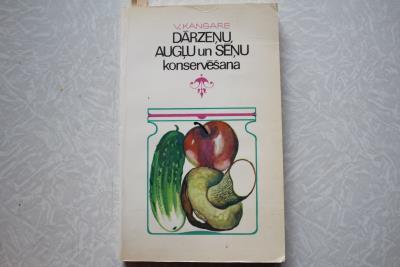 V. KANGARE
DĀRZEŅU,
AUGĻU un SĒŅU
konservēšana